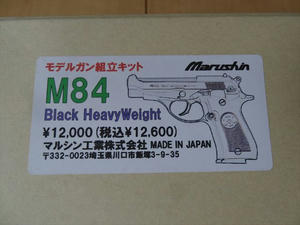 モデルガン組立キット
Marushin
M84
Black HeavyWeight
¥12,000(税込¥12,600)
マルシン工業株式会社 MADE IN JAPAN
〒332-0023埼玉県川口市飯塚3-9-35